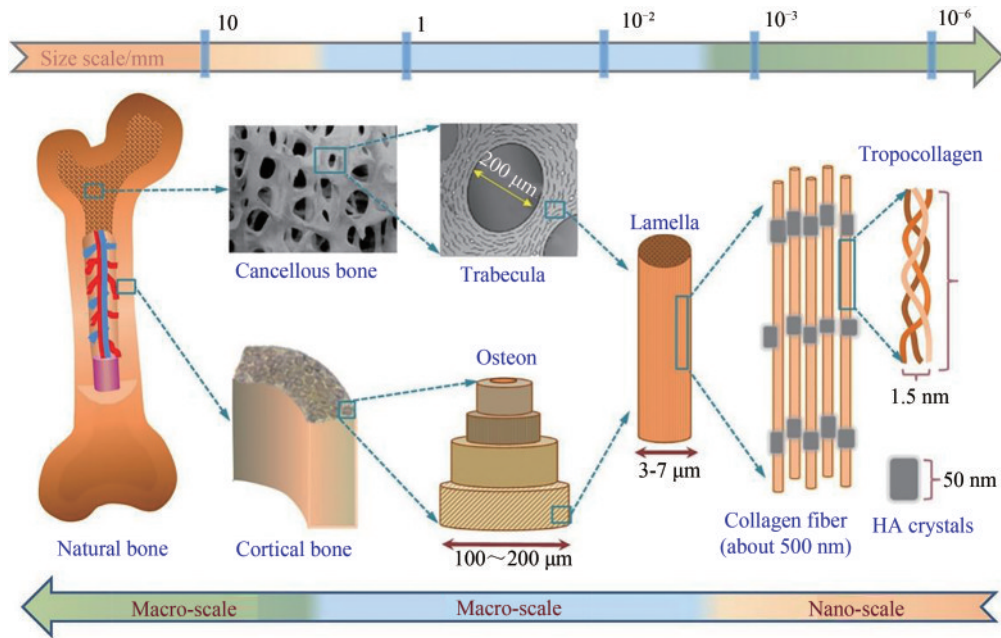 10
1
10⁻²
10⁻³
10⁻⁶
Size scale/mm
Tropocollagen
200 μm
Lamella
Cancellous bone
Trabecula
Osteon
1.5 nm
3-7 μm
50 nm
Natural bone
Cortical bone
100～200 μm
Collagen fiber
(about 500 nm)
HA crystals
Macro-scale
Macro-scale
Nano-scale